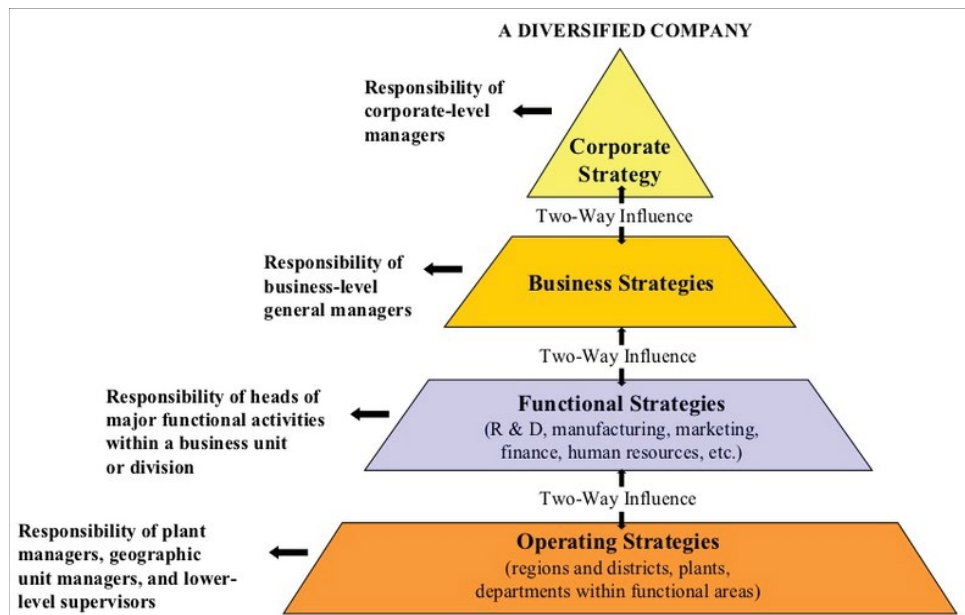 A DIVERSIFIED COMPANY
Responsibility of
corporate-level
managers
Corporate
Strategy
Two-Way Influence
Responsibility of
business-level
general managers
Business Strategies
Two-Way Influence
Responsibility of heads of
major functional activities
within a business unit
or division
Functional Strategies
(R & D, manufacturing, marketing,
finance, human resources, etc.)
Two-Way Influence
Responsibility of plant
managers, geographic
unit managers, and lower-
level supervisors
Operating Strategies
(regions and districts, plants,
departments within functional areas)